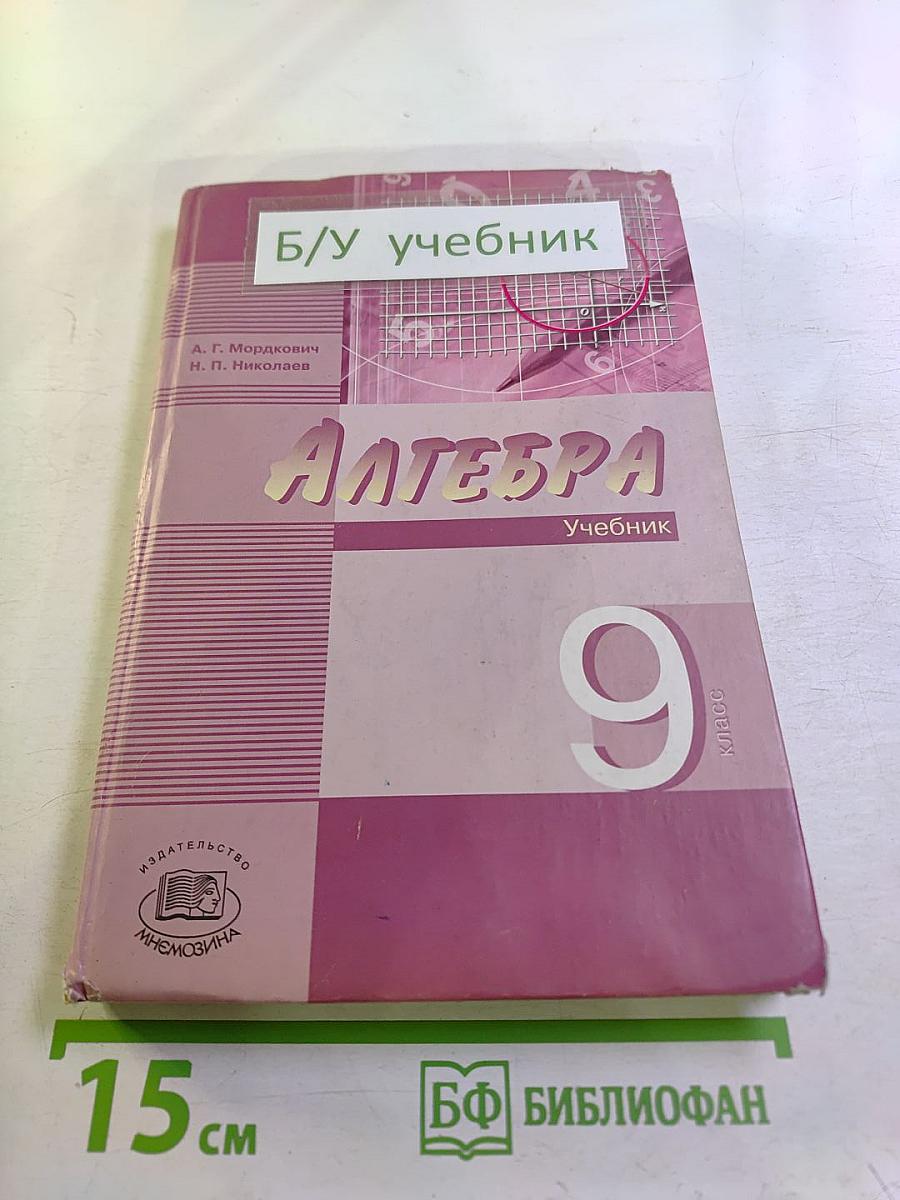 Б/У учебник
А. Г. Мордкович
Н. П. Николаев
АЛГЕБРА
Учебник
9
класс
ИЗДАТЕЛЬСТВО
МНЕМОЗИНА
15 см
БФ БИБЛИОФАН